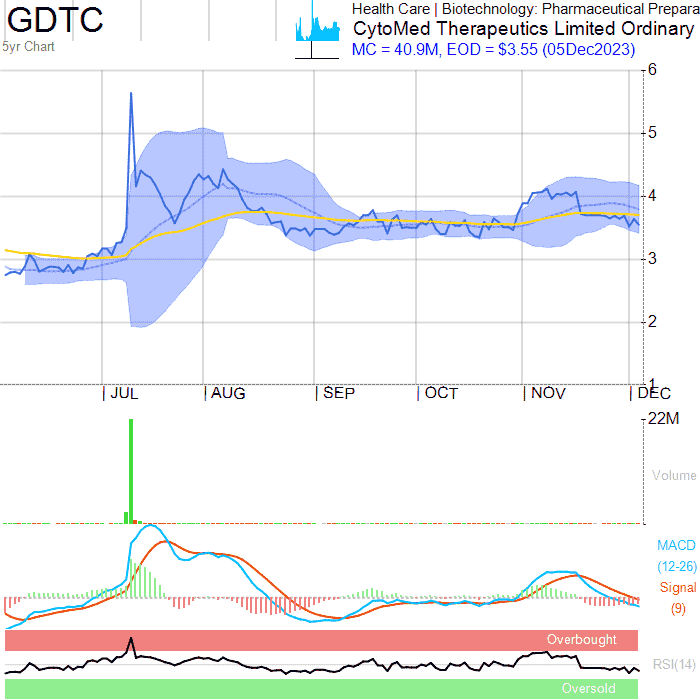 GDTC
5yr Chart
Health Care | Biotechnology: Pharmaceutical Prepara
CytoMed Therapeutics Limited Ordinary
MC = 40.9M, EOD = $3.55 (05Dec2023)
6
5
4
3
2
1
JUL AUG SEP OCT NOV DEC
22M
Volume
MACD
(12-26)
Signal
(9)
Overbought
RSI(14)
Oversold